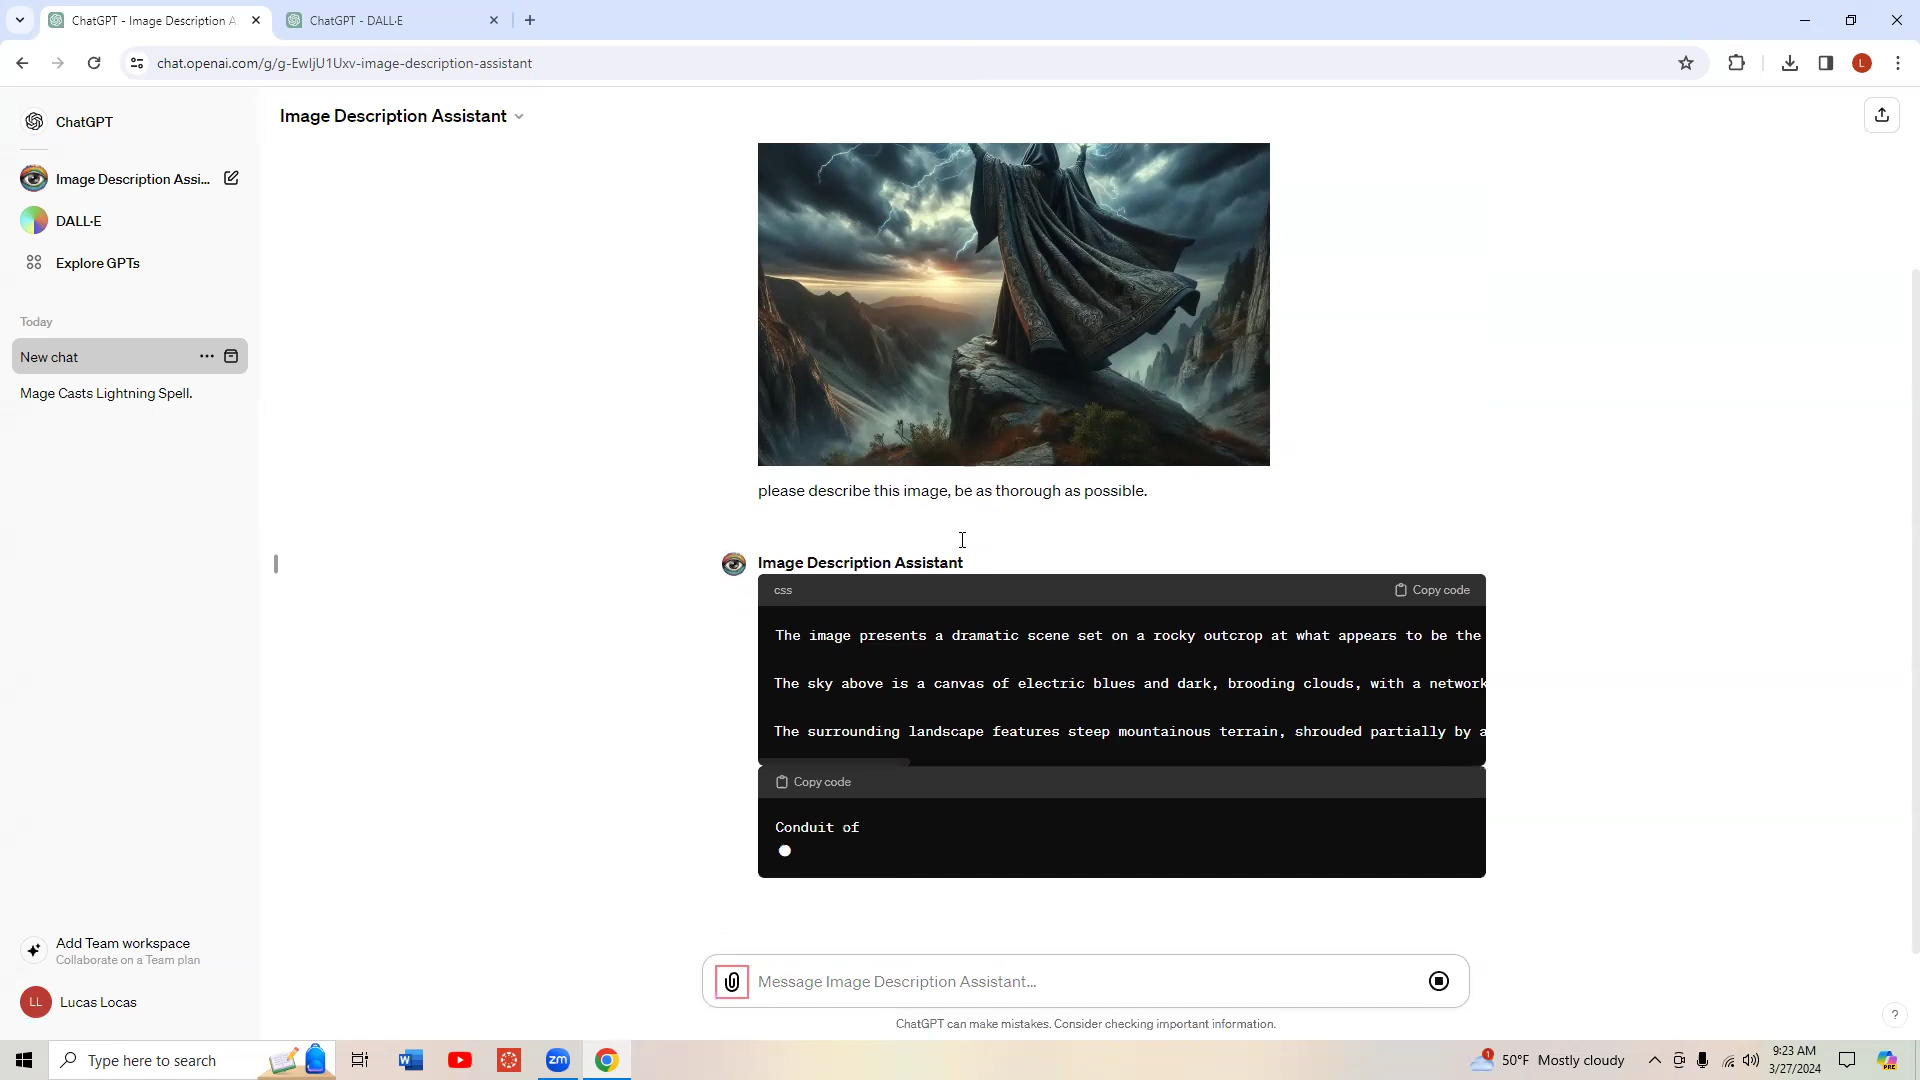 ChatGPT - Image Description A
ChatGPT - DALL·E
chat.openai.com/g/g-EwIjU1Uxv-image-description-assistant
L
ChatGPT
Image Description Assistant
Image Description Assi...
DALL·E
Explore GPTs
Today
New chat
Mage Casts Lightning Spell.
please describe this image, be as thorough as possible.
Image Description Assistant
css
Copy code
The image presents a dramatic scene set on a rocky outcrop at what appears to be the
The sky above is a canvas of electric blues and dark, brooding clouds, with a network
The surrounding landscape features steep mountainous terrain, shrouded partially by a
Copy code
Conduit of
Add Team workspace
Collaborate on a Team plan
LL
Lucas Locas
Message Image Description Assistant...
ChatGPT can make mistakes. Consider checking important information.
?
Type here to search
zm
1
50°F Mostly cloudy
9:23 AM
3/27/2024
PRE